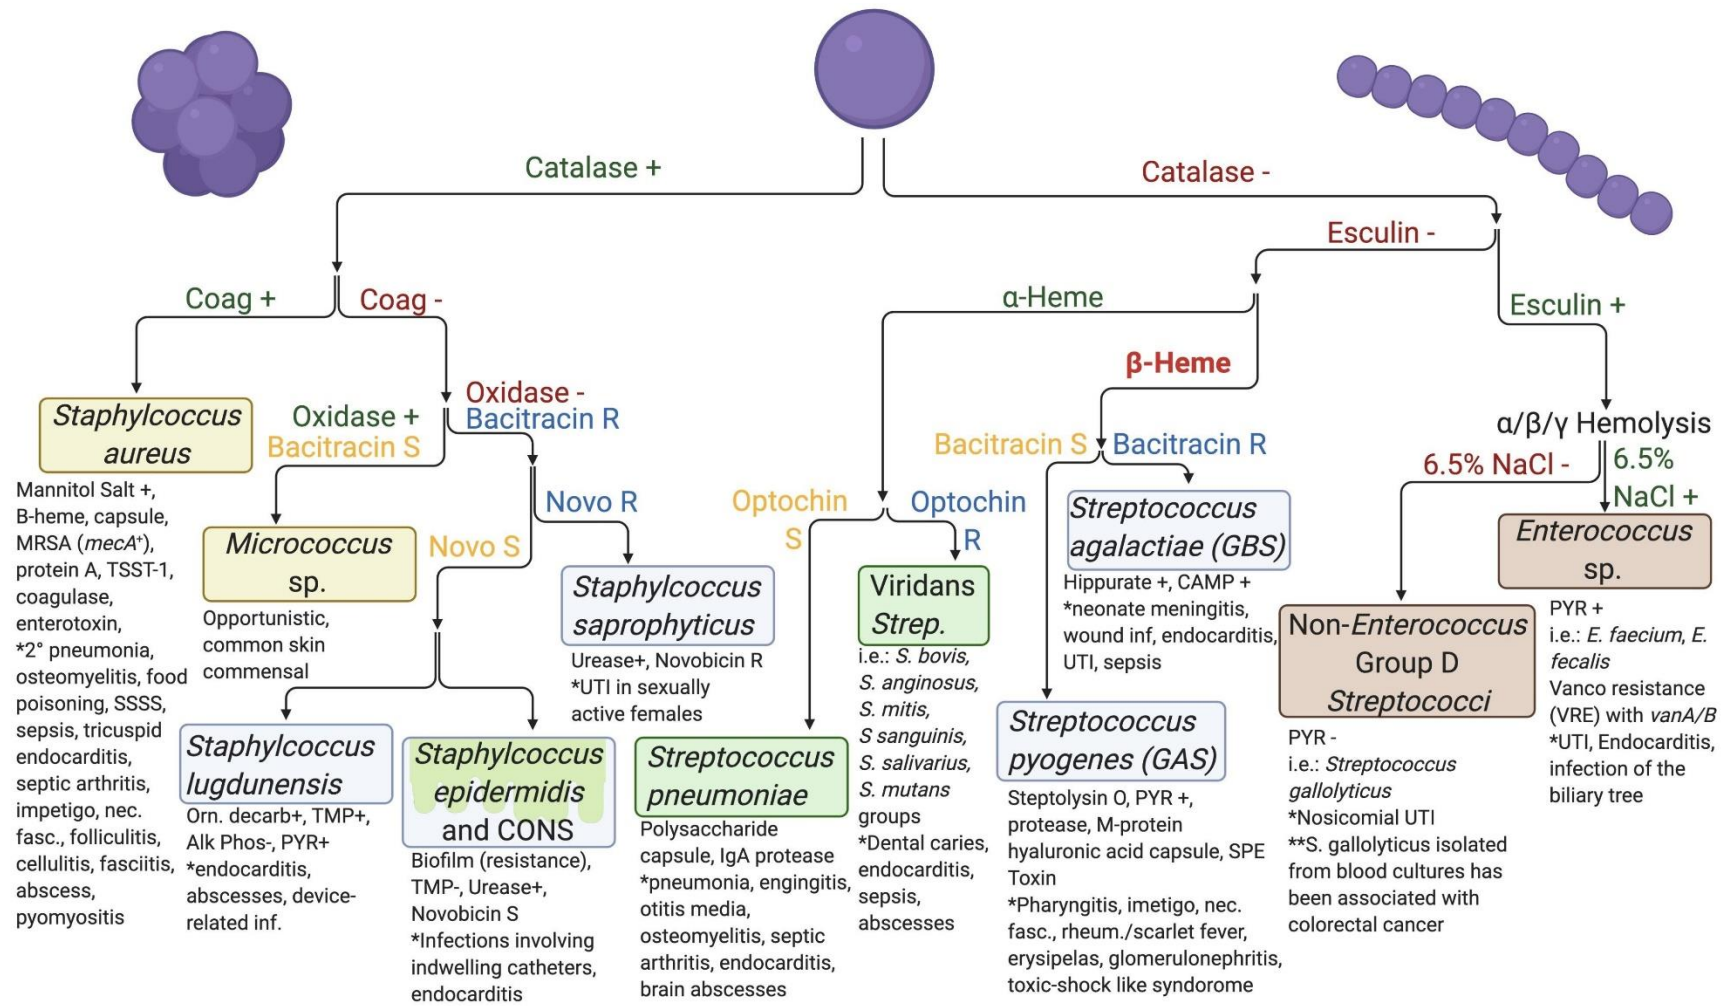 Catalase +
Catalase -
Esculin -
Esculin +
Coag +
Coag -
α-Heme
β-Heme
Staphylcoccus
aureus
Mannitol Salt +,
B-heme, capsule,
MRSA (mecA⁺),
protein A, TSST-1,
coagulase,
enterotoxin,
*2° pneumonia,
osteomyelitis, food
poisoning, SSSS,
sepsis, tricuspid
endocarditis,
septic arthritis,
impetigo, nec.
fasc., folliculitis,
cellulitis, fasciitis,
abscess,
pyomyositis
Oxidase +
Bacitracin S
Oxidase -
Bacitracin R
Micrococcus
sp.
Opportunistic,
common skin
commensal
Novo S
Novo R
Staphylcoccus
saprophyticus
Urease+, Novobicin R
*UTI in sexually
active females
Staphylcoccus
lugdunensis
Orn. decarb+, TMP+,
Alk Phos-, PYR+
*endocarditis,
abscesses, device-
related inf.
Staphylcoccus
epidermidis
and CONS
Biofilm (resistance),
TMP-, Urease+,
Novobicin S
*Infections involving
indwelling catheters,
endocarditis
Optochin
S
Optochin
R
Streptococcus
pneumoniae
Polysaccharide
capsule, IgA protease
*pneumonia, engingitis,
otitis media,
osteomyelitis, septic
arthritis, endocarditis,
brain abscesses
Viridans
Strep.
i.e.: S. bovis,
S. anginosus,
S. mitis,
S sanguinis,
S. salivarius,
S. mutans
groups
*Dental caries,
endocarditis,
sepsis,
abscesses
Bacitracin S
Bacitracin R
Streptococcus
agalactiae (GBS)
Hippurate +, CAMP +
*neonate meningitis,
wound inf, endocarditis,
UTI, sepsis
Streptococcus
pyogenes (GAS)
Steptolysin O, PYR +,
protease, M-protein
hyaluronic acid capsule, SPE
Toxin
*Pharyngitis, imetigo, nec.
fasc., rheum./scarlet fever,
erysipelas, glomerulonephritis,
toxic-shock like syndorome
α/β/γ Hemolysis
6.5% NaCl -
6.5%
NaCl +
Non-Enterococcus
Group D
Streptococci
PYR -
i.e.: Streptococcus
gallolyticus
*Nosicomial UTI
**S. gallolyticus isolated
from blood cultures has
been associated with
colorectal cancer
Enterococcus
sp.
PYR +
i.e.: E. faecium, E.
fecalis
Vanco resistance
(VRE) with vanA/B
*UTI, Endocarditis,
infection of the
biliary tree